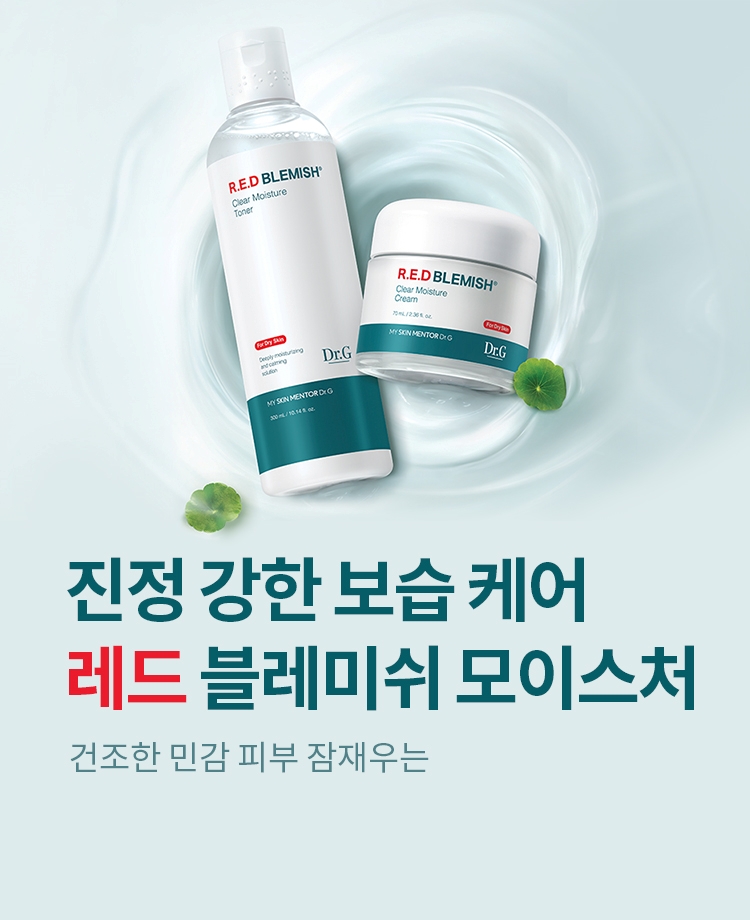 R.E.D BLEMISH®
Clear Moisture
Toner
For Dry Skin
Deeply moisturizing
and calming
solution
Dr.G
MY SKIN MENTOR Dr.G
300 mL / 10.14 fl. oz.
R.E.D BLEMISH®
Clear Moisture
Cream
70 mL / 2.36 fl. oz.
For Dry Skin
MY SKIN MENTOR Dr.G
Dr.G
진정 강한 보습 케어
레드 블레미쉬 모이스처
건조한 민감 피부 잠재우는